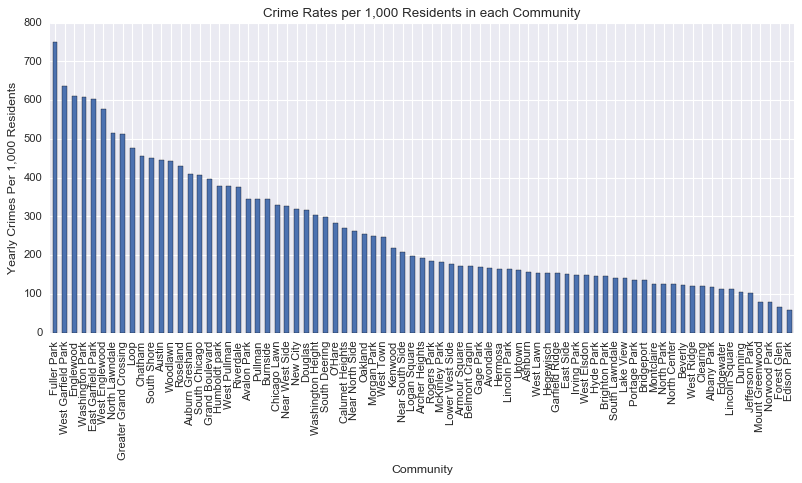 Crime Rates per 1,000 Residents in each Community
Yearly Crimes Per 1,000 Residents
800
700
600
500
400
300
200
100
0
Fuller Park
West Garfield Park
Englewood
Washington Park
East Garfield Park
West Englewood
North Lawndale
Greater Grand Crossing
Loop
Chatham
South Shore
Austin
Woodlawn
Roseland
Auburn Gresham
South Chicago
Grand Boulevard
Humboldt park
West Pullman
Riverdale
Avalon Park
Pullman
Burnside
Chicago Lawn
Near West Side
New City
Douglas
Washington Height
South Deering
O'Hare
Calumet Heights
Near North Side
Oakland
Morgan Park
West Town
Kenwood
Near South Side
Logan Square
Archer Heights
Rogers Park
McKinley Park
Lower West Side
Armour Square
Belmont Cragin
Gage Park
Avondale
Hermosa
Lincoln Park
Uptown
Ashburn
West Lawn
Hegewisch
Garfield Ridge
East Side
Irving Park
West Elsdon
Hyde Park
Brighton Park
South Lawndale
Lake View
Portage Park
Bridgeport
Montclaire
North Park
North Center
Beverly
West Ridge
Clearing
Albany Park
Edgewater
Lincoln Square
Dunning
Jefferson Park
Mount Greenwood
Norwood Park
Forest Glen
Edison Park
Community